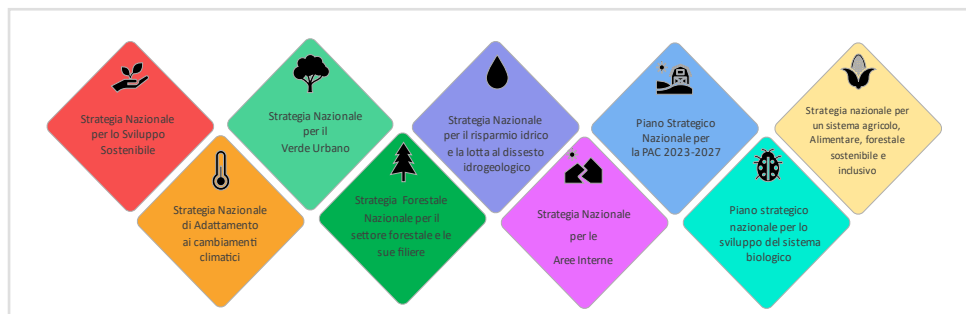 Strategia Nazionale
per lo Sviluppo
Sostenibile
Strategia Nazionale
di Adattamento
ai cambiamenti
climatici
Strategia Nazionale
per il
Verde Urbano
Strategia Forestale
Nazionale per il
settore forestale e le
sue filiere
Strategia Nazionale
per il risparmio idrico
e la lotta al dissesto
idrogeologico
Strategia Nazionale
per le
Aree Interne
Piano Strategico
Nazionale per
la PAC 2023-2027
Piano strategico
nazionale per lo
sviluppo del sistema
biologico
Strategia nazionale per
un sistema agricolo,
Alimentare, forestale
sostenibile e
inclusivo